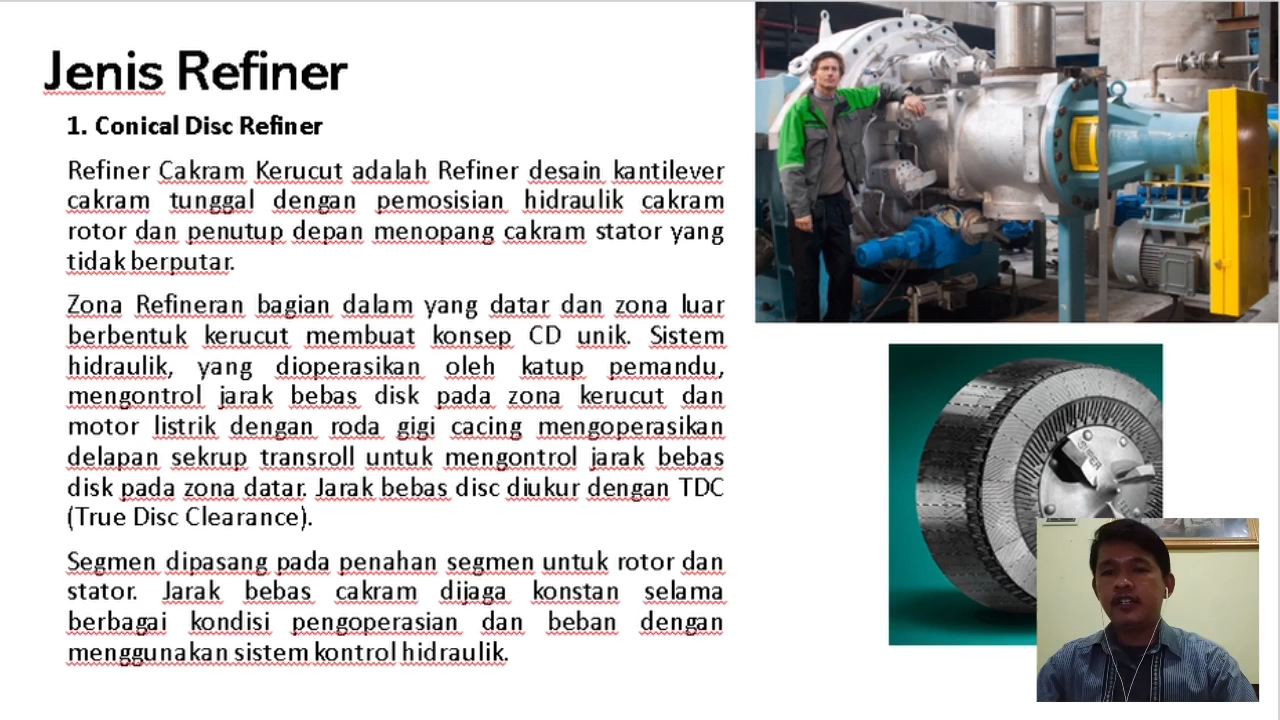 Jenis Refiner
1. Conical Disc Refiner
Refiner Cakram Kerucut adalah Refiner desain kantilever
cakram tunggal dengan pemosisian hidraulik cakram
rotor dan penutup depan menopang cakram stator yang
tidak berputar.
Zona Refineran bagian dalam yang datar dan zona luar
berbentuk kerucut membuat konsep CD unik. Sistem
hidraulik, yang dioperasikan oleh katup pemandu,
mengontrol jarak bebas disk pada zona kerucut dan
motor listrik dengan roda gigi cacing mengoperasikan
delapan sekrup transroll untuk mengontrol jarak bebas
disk pada zona datar. Jarak bebas disc diukur dengan TDC
(True Disc Clearance).
Segmen dipasang pada penahan segmen untuk rotor dan
stator. Jarak bebas cakram dijaga konstan selama
berbagai kondisi pengoperasian dan beban dengan
menggunakan sistem kontrol hidraulik.